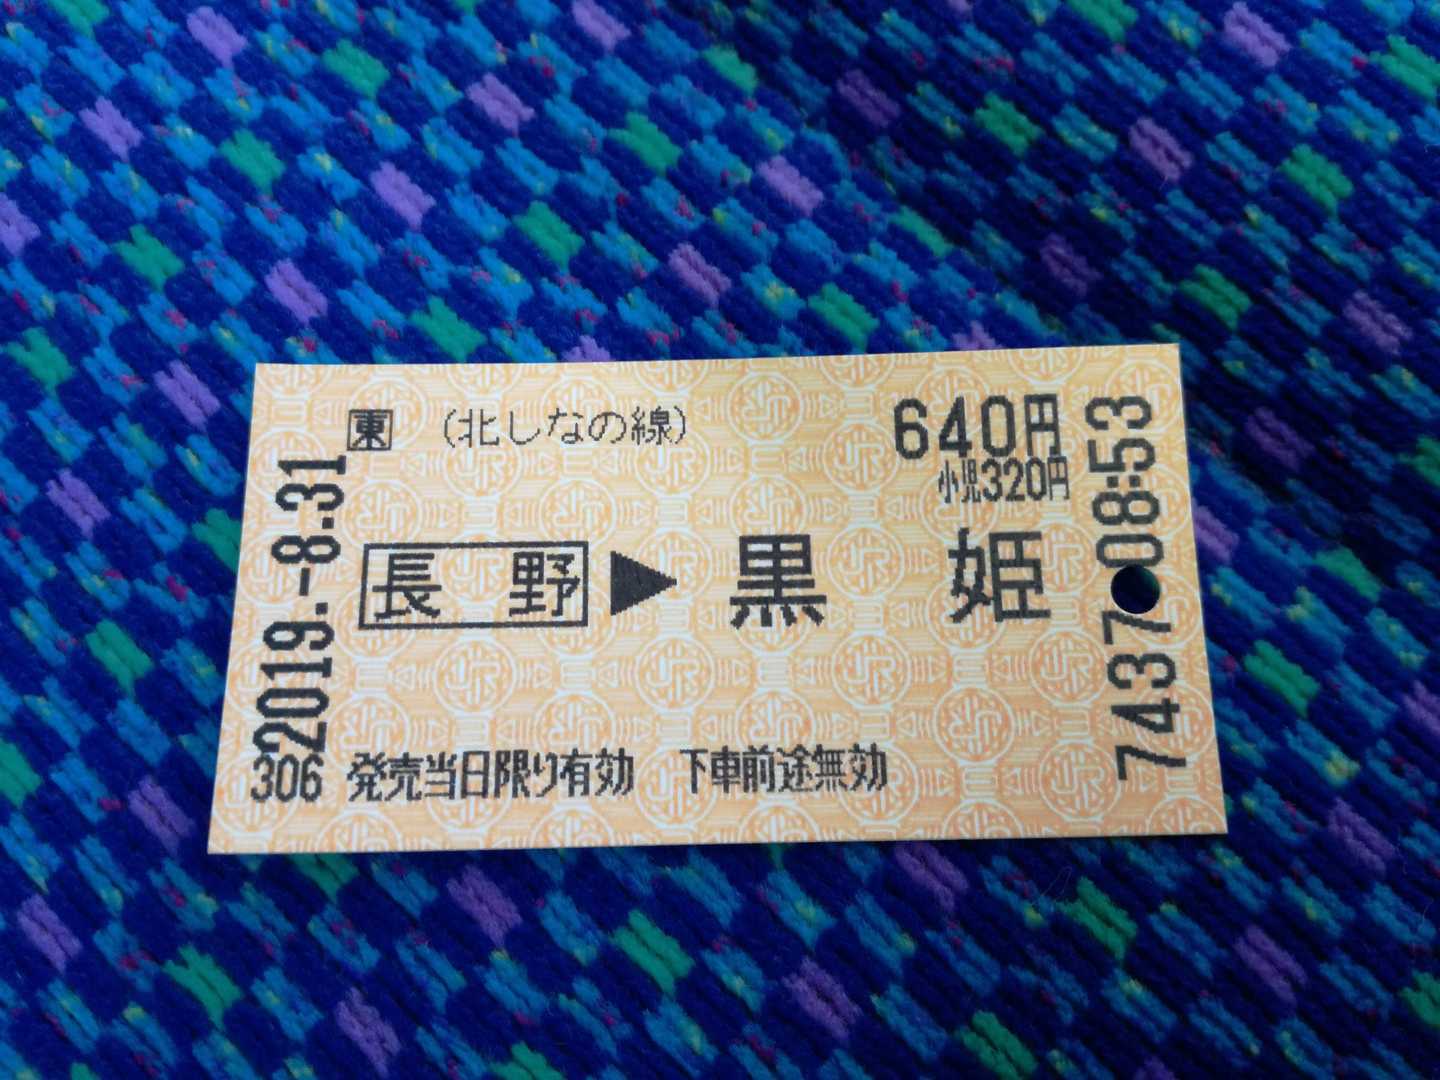 東 (北しなの線) 640円
小児320円
長野▶黒姫
306 発売当日限り有効 下車前途無効
2019.-8.31
7437 08:53